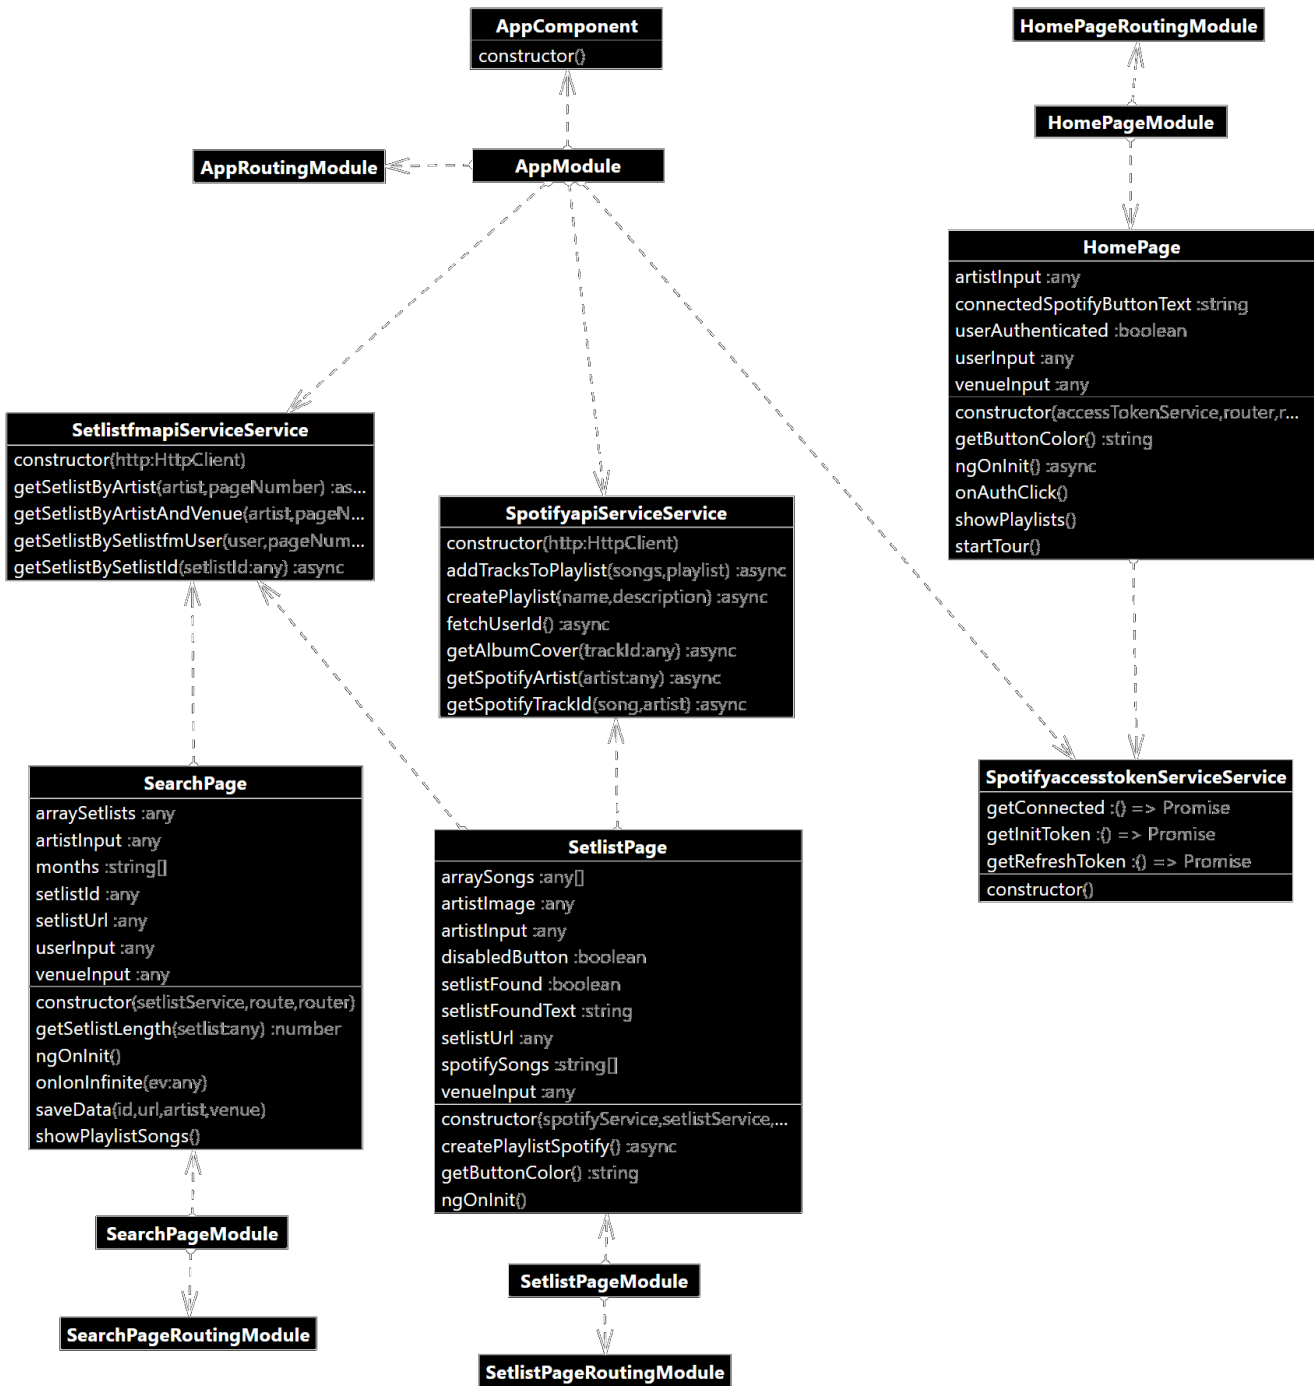 AppComponent
constructor()
HomePageRoutingModule
HomePageModule
AppRoutingModule
AppModule
HomePage
artistInput :any
connectedSpotifyButtonText :string
userAuthenticated :boolean
userInput :any
venueInput :any
constructor(accessTokenService,router,r...
getButtonColor() :string
ngOnInit() :async
onAuthClick()
showPlaylists()
startTour()
SetlistfmapiServiceService
constructor(http:HttpClient)
getSetlistByArtist(artist,pageNumber) :as...
getSetlistByArtistAndVenue(artist,pageN...
getSetlistBySetlistfmUser(user,pageNum...
getSetlistBySetlistId(setlistId:any) :async
SpotifyapiServiceService
constructor(http:HttpClient)
addTracksToPlaylist(songs,playlist) :async
createPlaylist(name,description) :async
fetchUserId() :async
getAlbumCover(trackId:any) :async
getSpotifyArtist(artist:any) :async
getSpotifyTrackId(song,artist) :async
SpotifyaccesstokenServiceService
getConnected :() => Promise
getInitToken :() => Promise
getRefreshToken :() => Promise
constructor()
SearchPage
arraySetlists :any
artistInput :any
months :string[]
setlistId :any
setlistUrl :any
userInput :any
venueInput :any
constructor(setlistService,route,router)
getSetlistLength(setlist:any) :number
ngOnInit()
onIonInfinite(ev:any)
saveData(id,url,artist,venue)
showPlaylistSongs()
SetlistPage
arraySongs :any[]
artistImage :any
artistInput :any
disabledButton :boolean
setlistFound :boolean
setlistFoundText :string
setlistUrl :any
spotifySongs :string[]
venueInput :any
constructor(spotifyService,setlistService,...
createPlaylistSpotify() :async
getButtonColor() :string
ngOnInit()
SearchPageModule
SearchPageRoutingModule
SetlistPageModule
SetlistPageRoutingModule